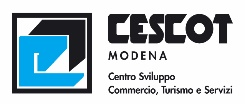 CESCOT
MODENA
Centro Sviluppo
Commercio, Turismo e Servizi